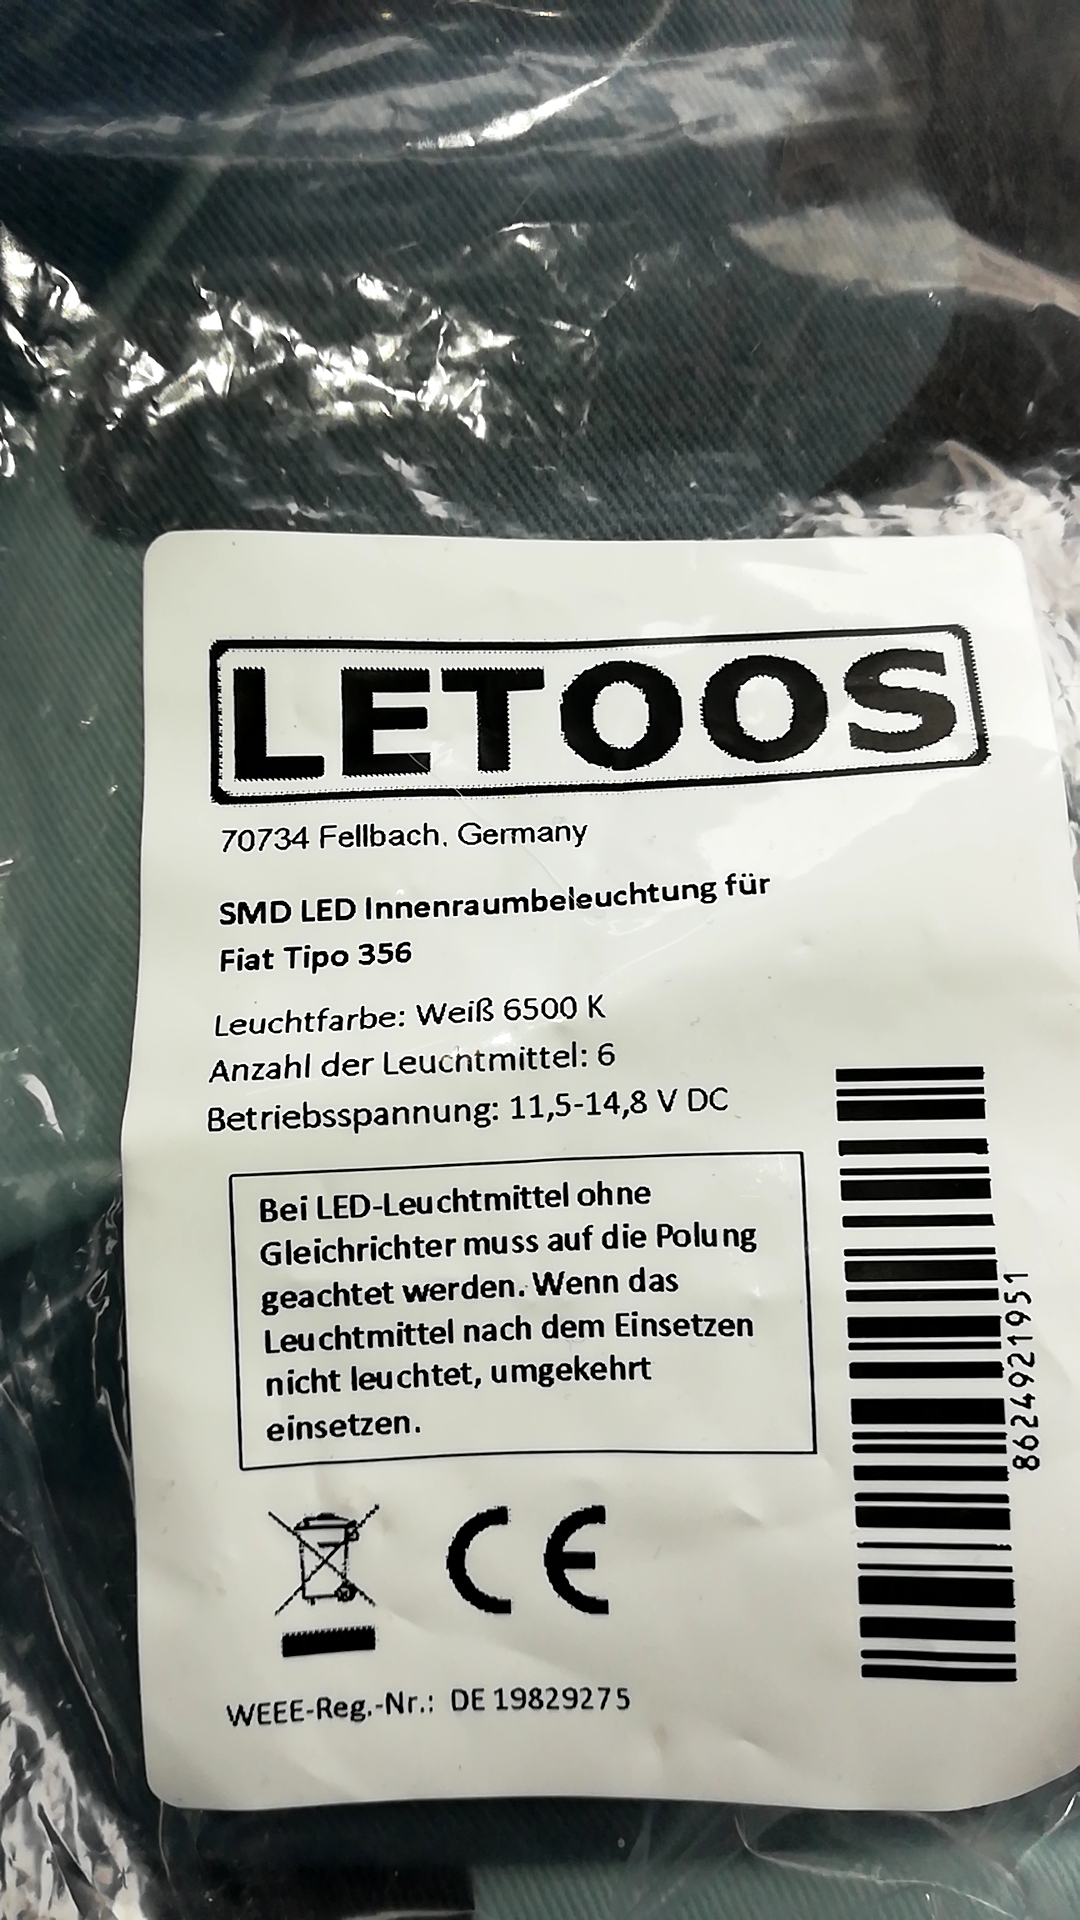 LETOOS
70734 Fellbach, Germany
SMD LED Innenraumbeleuchtung für
Fiat Tipo 356
Leuchtfarbe: Weiß 6500 K
Anzahl der Leuchtmittel: 6
Betriebsspannung: 11,5-14,8 V DC
Bei LED-Leuchtmittel ohne
Gleichrichter muss auf die Polung
geachtet werden. Wenn das
Leuchtmittel nach dem Einsetzen
nicht leuchtet, umgekehrt
einsetzen.
8624921951
CE
WEEE-Reg.-Nr.: DE 19829275